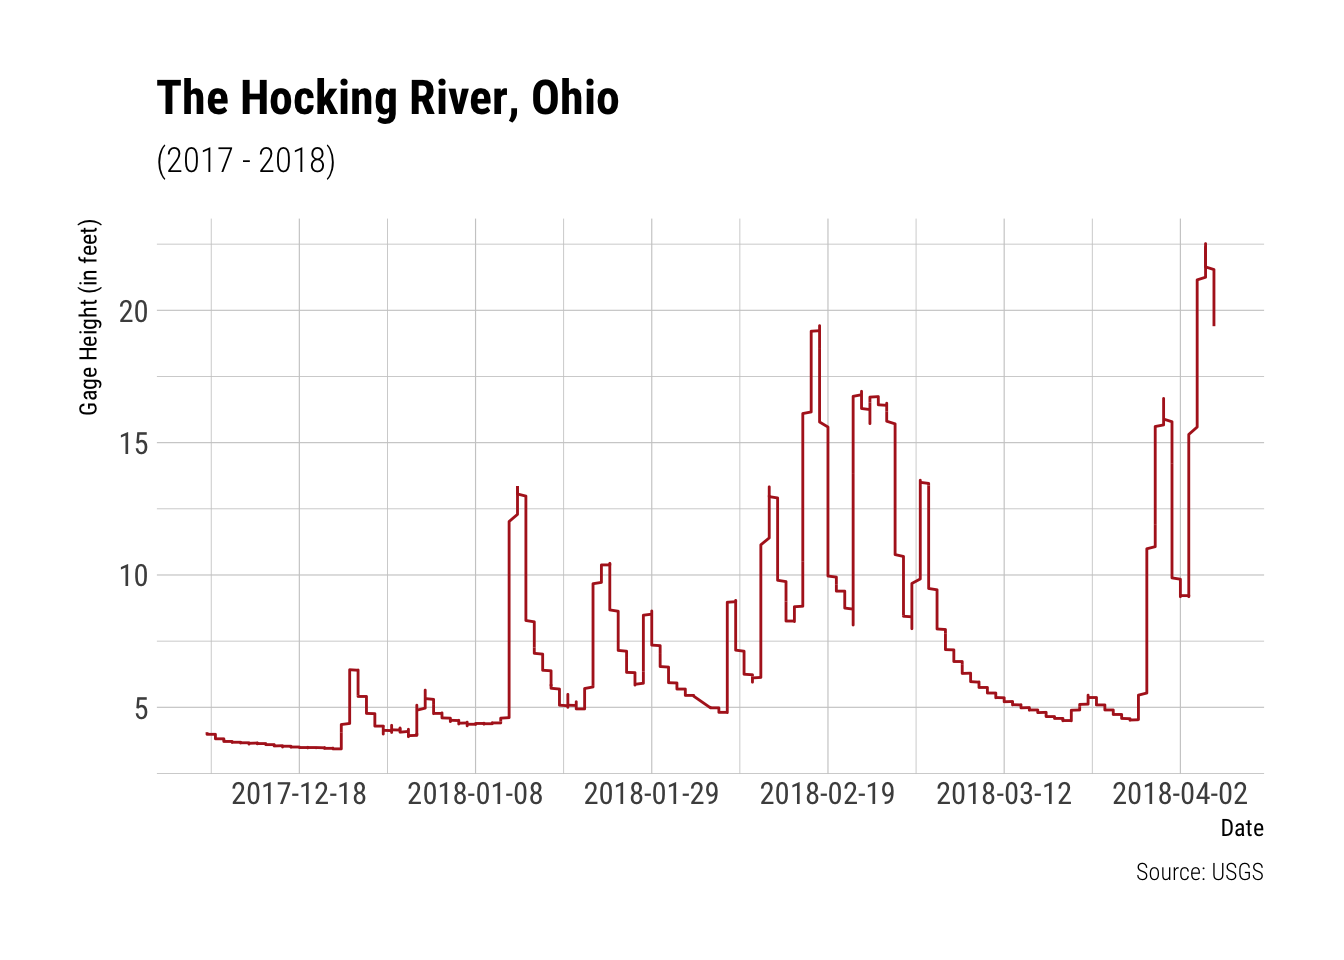 The Hocking River, Ohio
(2017 - 2018)
Gage Height (in feet)
20
15
10
5
2017-12-18 2018-01-08 2018-01-29 2018-02-19 2018-03-12 2018-04-02
Date
Source: USGS